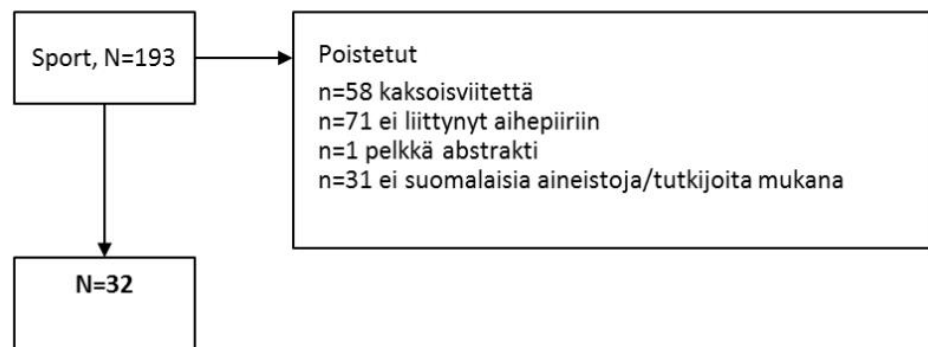 Sport, N=193
Poistetut
n=58 kaksoisviitettä
n=71 ei liittynyt aihepiiriin
n=1 pelkkä abstrakti
n=31 ei suomalaisia aineistoja/tutkijoita mukana
N=32